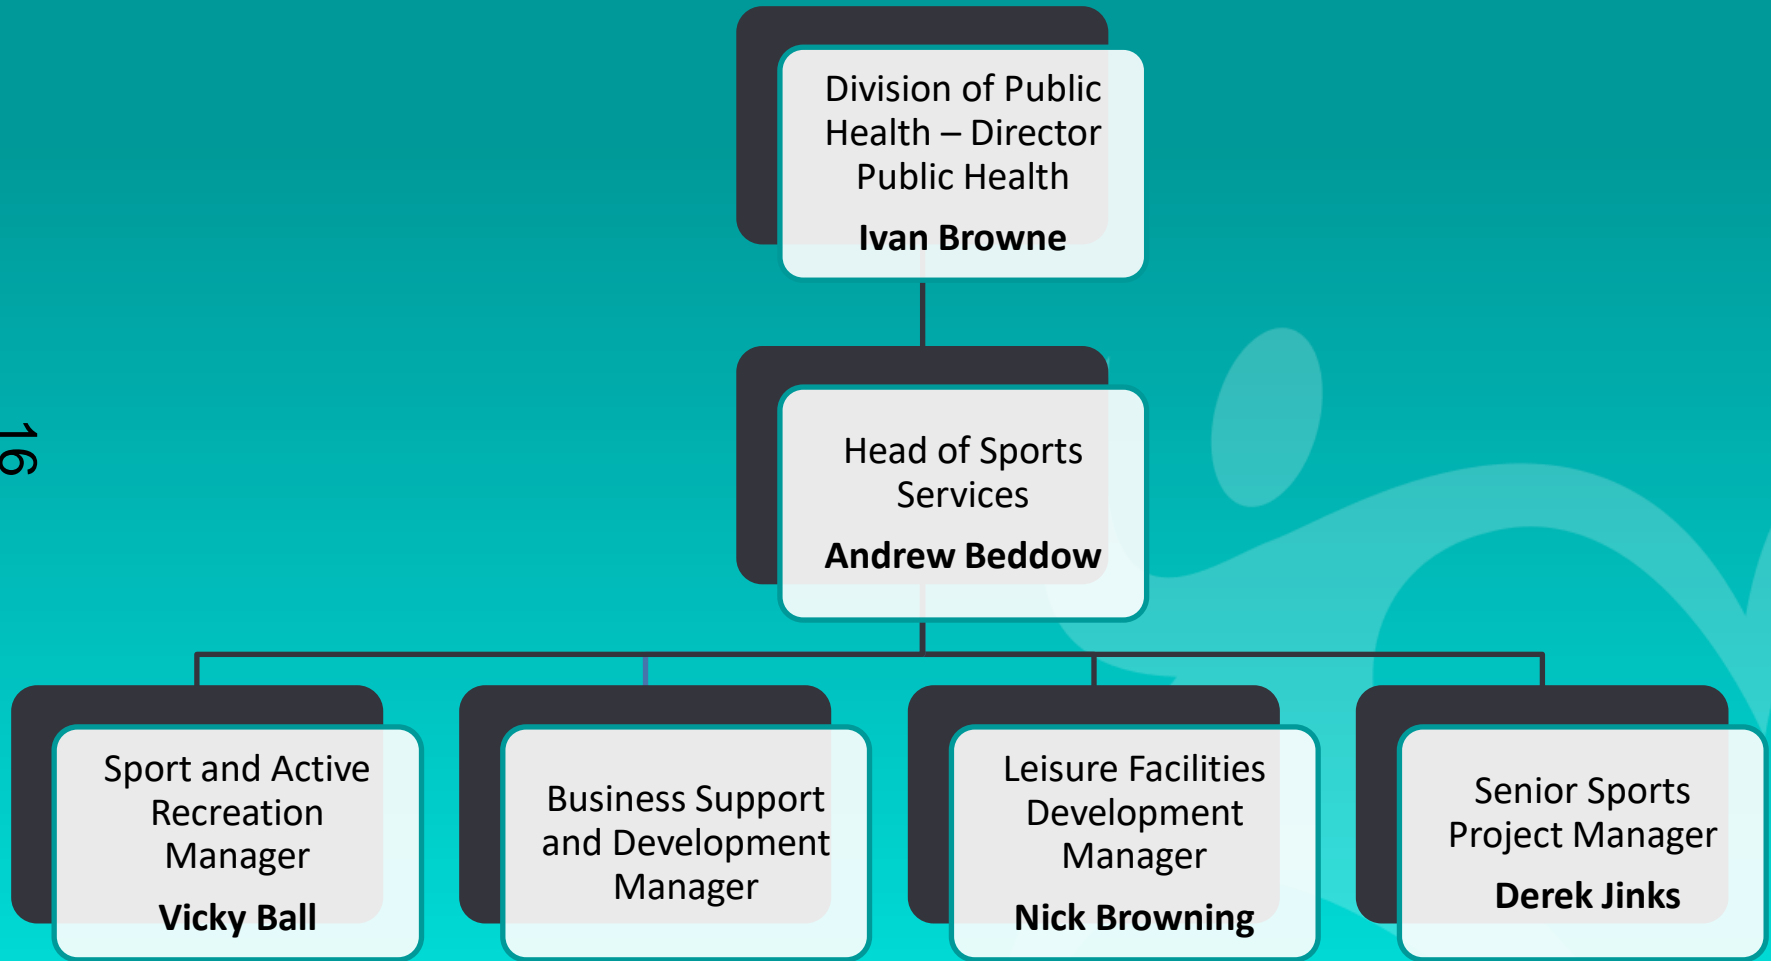 Division of Public
Health – Director
Public Health
Ivan Browne
Head of Sports
Services
Andrew Beddow
16
Sport and Active
Recreation
Manager
Vicky Ball
Business Support
and Development
Manager
Leisure Facilities
Development
Manager
Nick Browning
Senior Sports
Project Manager
Derek Jinks